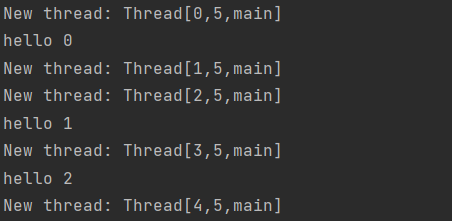 New thread: Thread[0,5,main]
hello 0
New thread: Thread[1,5,main]
New thread: Thread[2,5,main]
hello 1
New thread: Thread[3,5,main]
hello 2
New thread: Thread[4,5,main]